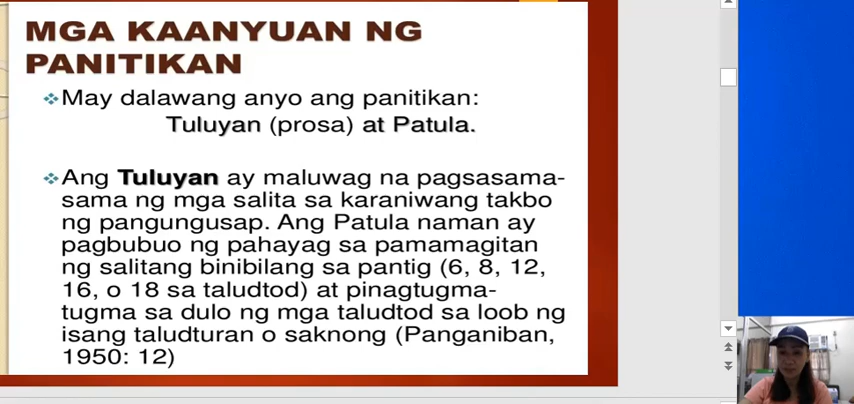 MGA KAANYUAN NG
PANITIKAN
May dalawang anyo ang panitikan:
Tuluyan (prosa) at Patula.
Ang Tuluyan ay maluwag na pagsasama-
sama ng mga salita sa karaniwang takbo
ng pangungusap. Ang Patula naman ay
pagbubuo ng pahayag sa pamamagitan
ng salitang binibilang sa pantig (6, 8, 12,
16, o 18 sa taludtod) at pinagtugma-
tugma sa dulo ng mga taludtod sa loob ng
isang taludturan o saknong (Panganiban,
1950: 12)